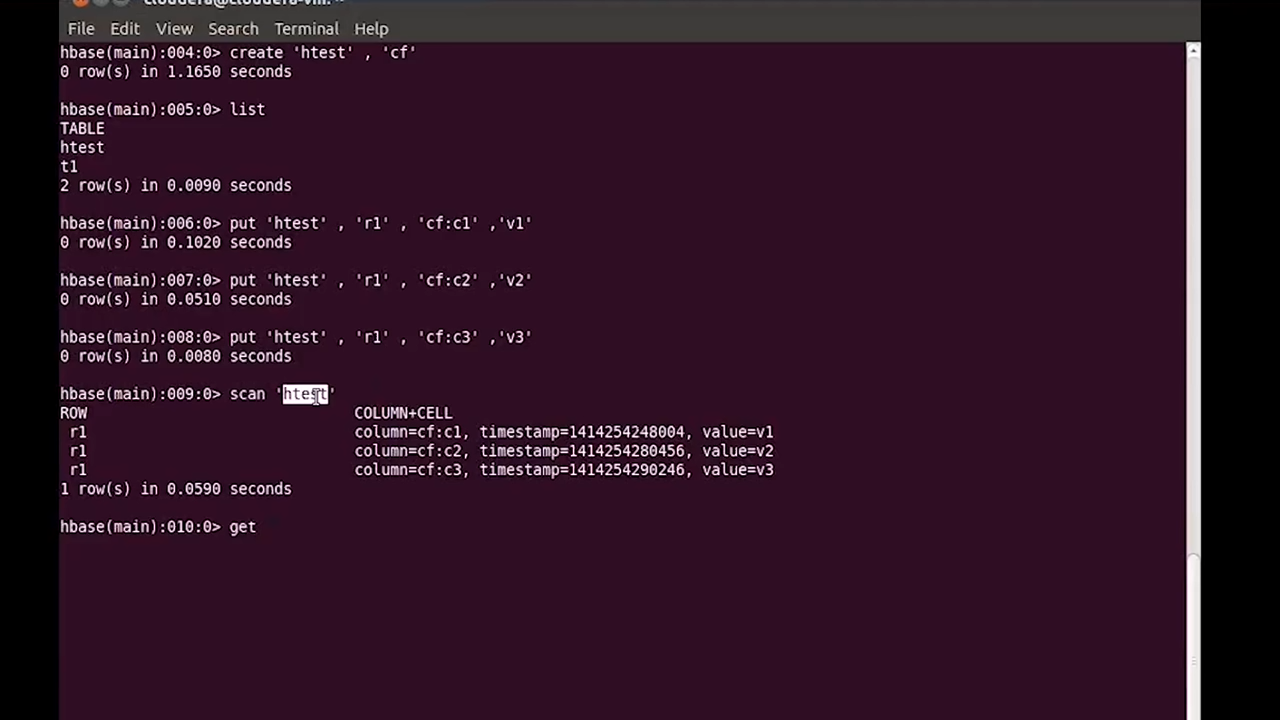 cloudera@cloudera-vm: ~
File Edit View Search Terminal Help
hbase(main):004:0> create 'htest' , 'cf'
0 row(s) in 1.1650 seconds
hbase(main):005:0> list
TABLE
htest
t1
2 row(s) in 0.0090 seconds
hbase(main):006:0> put 'htest' , 'r1' , 'cf:c1' ,'v1'
0 row(s) in 0.1020 seconds
hbase(main):007:0> put 'htest' , 'r1' , 'cf:c2' ,'v2'
0 row(s) in 0.0510 seconds
hbase(main):008:0> put 'htest' , 'r1' , 'cf:c3' ,'v3'
0 row(s) in 0.0080 seconds
hbase(main):009:0> scan 'htest'
ROW COLUMN+CELL
r1 column=cf:c1, timestamp=1414254248004, value=v1
r1 column=cf:c2, timestamp=1414254280456, value=v2
r1 column=cf:c3, timestamp=1414254290246, value=v3
1 row(s) in 0.0590 seconds
hbase(main):010:0> get